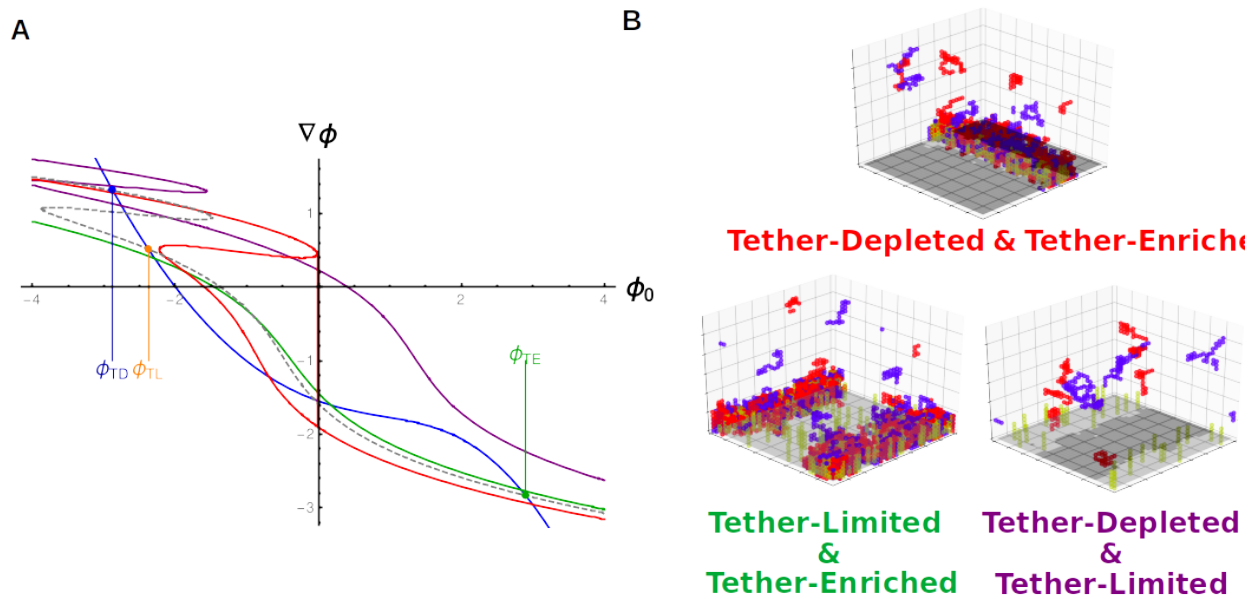 A
B
∇ϕ
1
-4
-2
2
4
ϕ₀
ϕTD
ϕTL
ϕTE
-1
-2
-3
Tether-Depleted & Tether-Enriche
Tether-Limited
&
Tether-Enriched
Tether-Depleted
&
Tether-Limited